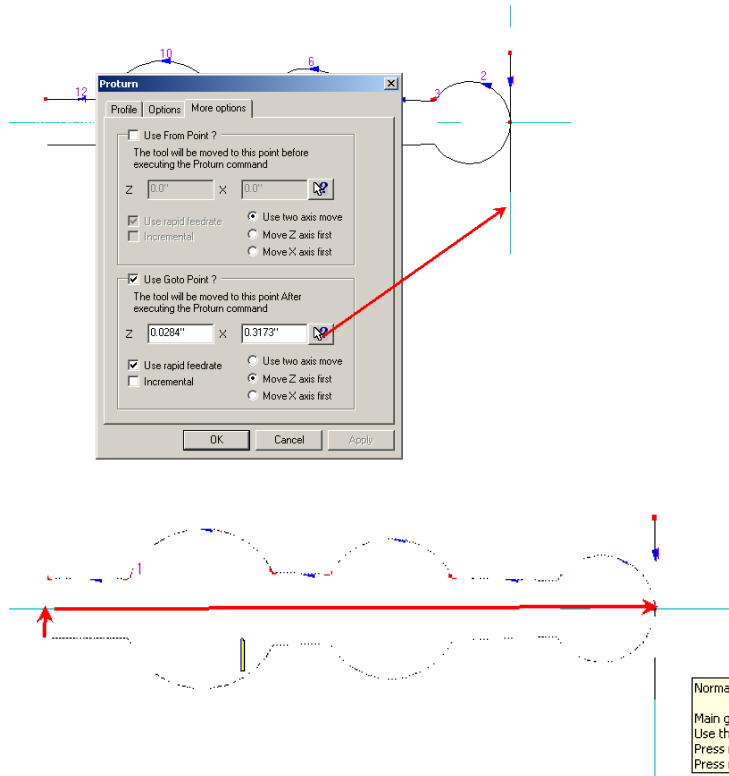 10
6
2
12
3
Proturn
Profile Options More options
Use From Point ?
The tool will be moved to this point before
executing the Proturn command
Z 0.0" X 0.0"
Use rapid feedrate
Incremental
Use two axis move
Move Z axis first
Move X axis first
Use Goto Point ?
The tool will be moved to this point After
executing the Proturn command
Z 0.0284" X 0.3173"
Use rapid feedrate
Incremental
Use two axis move
Move Z axis first
Move X axis first
OK Cancel Apply
1
Norma
Main g
Use th
Press
Press